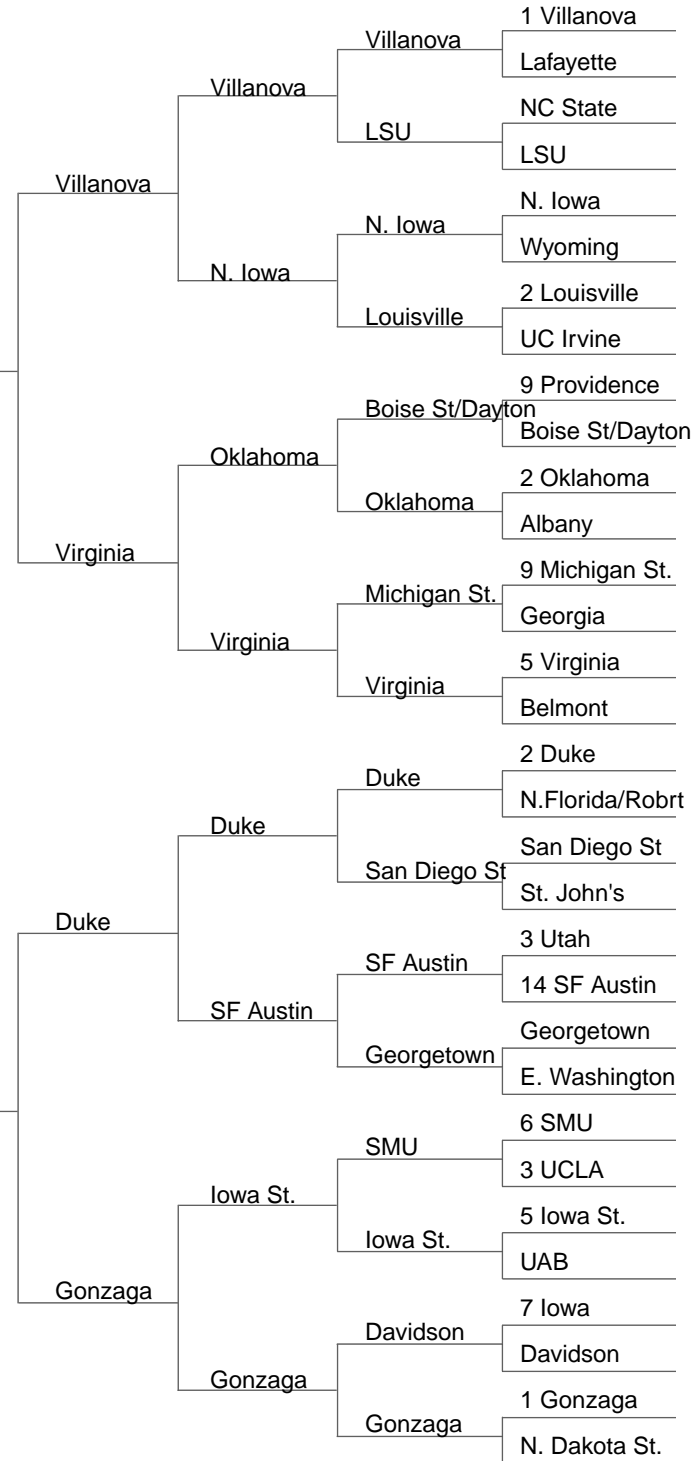 1 Villanova
Villanova
Lafayette
Villanova
NC State
LSU
LSU
Villanova
N. Iowa
N. Iowa
Wyoming
N. Iowa
2 Louisville
Louisville
UC Irvine
9 Providence
Boise St/Dayton
Boise St/Dayton
Oklahoma
2 Oklahoma
Oklahoma
Albany
Virginia
9 Michigan St.
Michigan St.
Georgia
Virginia
5 Virginia
Virginia
Belmont
2 Duke
Duke
N.Florida/Robrt
Duke
San Diego St
San Diego St
St. John's
Duke
3 Utah
SF Austin
14 SF Austin
SF Austin
Georgetown
Georgetown
E. Washington
6 SMU
SMU
3 UCLA
Iowa St.
5 Iowa St.
Iowa St.
UAB
Gonzaga
7 Iowa
Davidson
Davidson
Gonzaga
1 Gonzaga
Gonzaga
N. Dakota St.